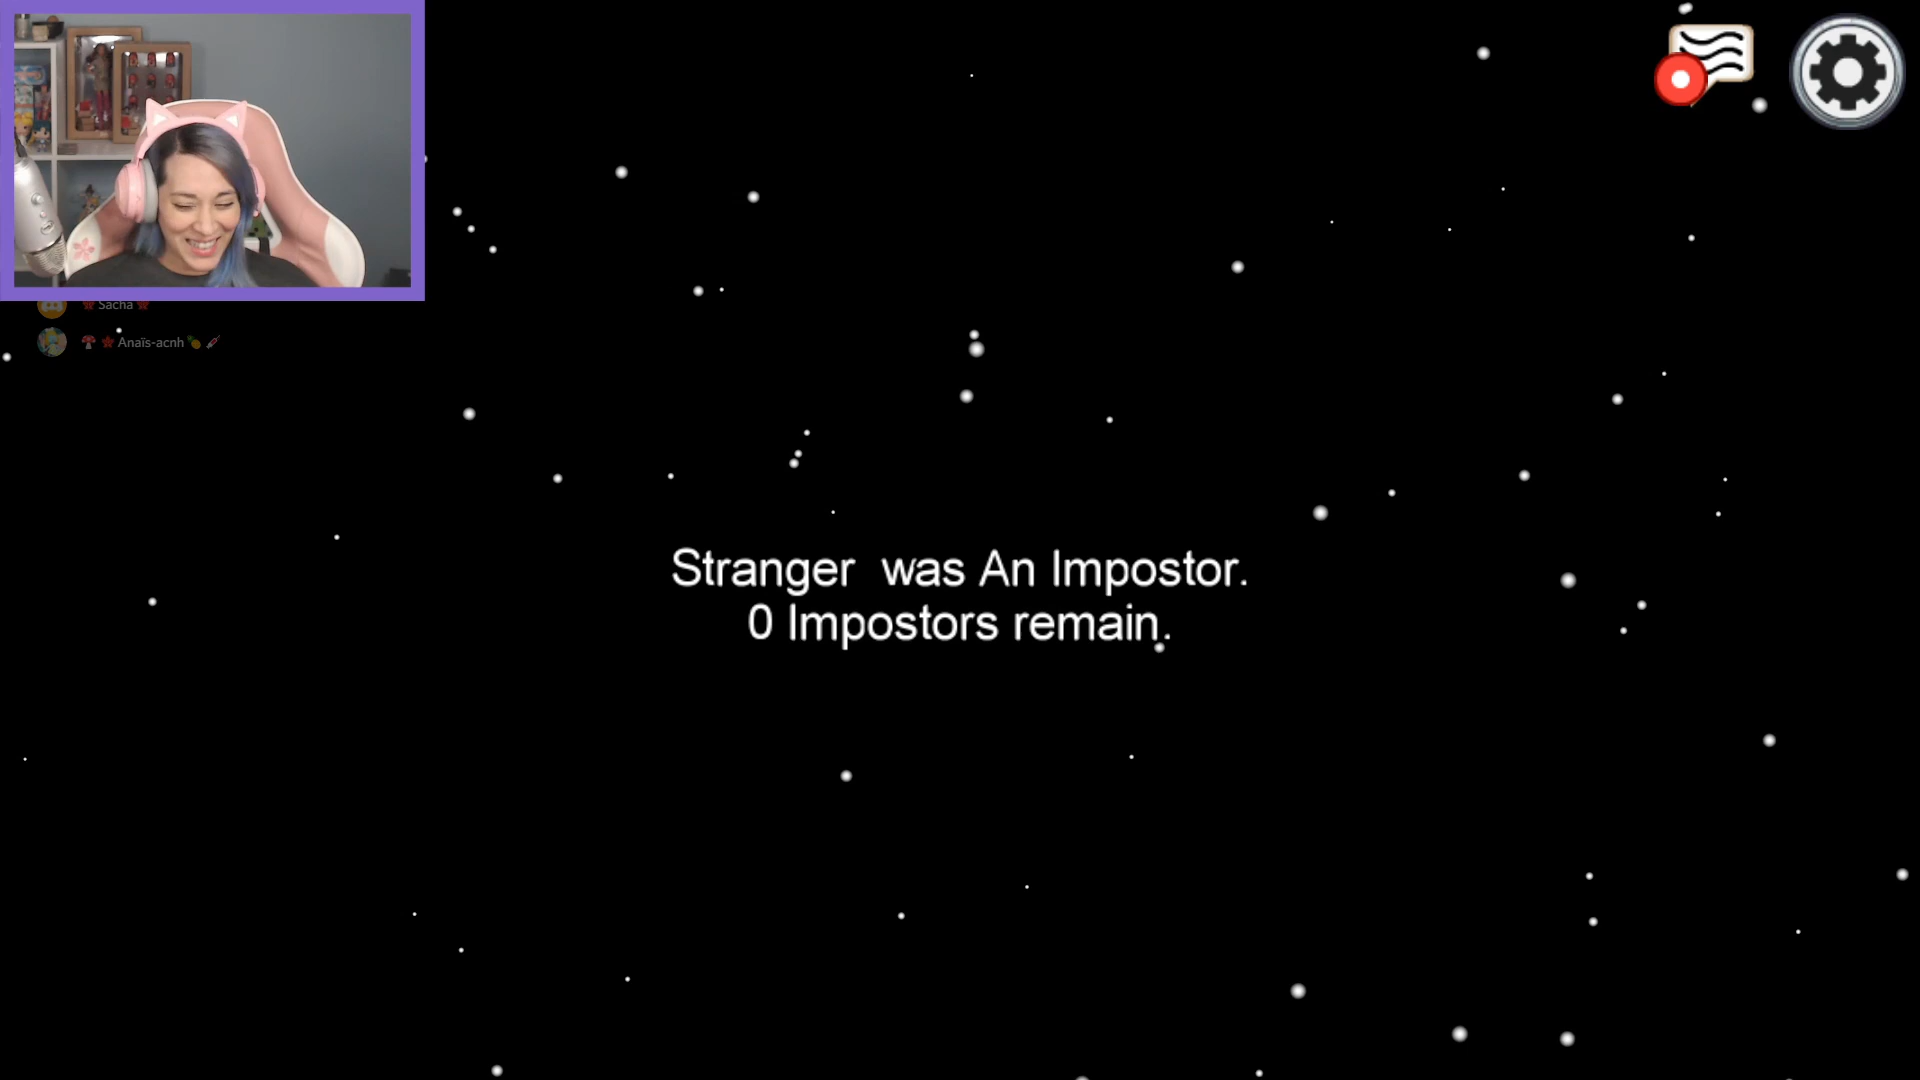 Sacha
Anaïs-acnh
Stranger was An Impostor.
0 Impostors remain.